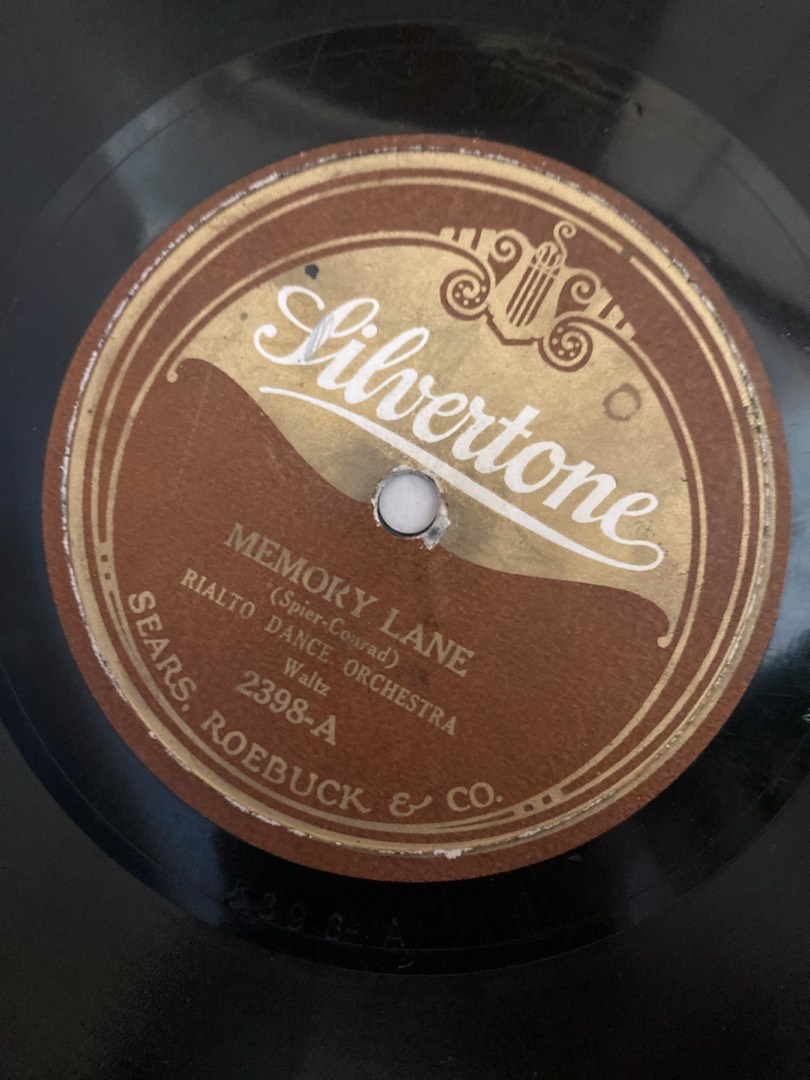 Silvertone
MEMORY LANE
(Spier-Conrad)
RIALTO DANCE ORCHESTRA
Waltz
2398-A
SEARS, ROEBUCK & CO.